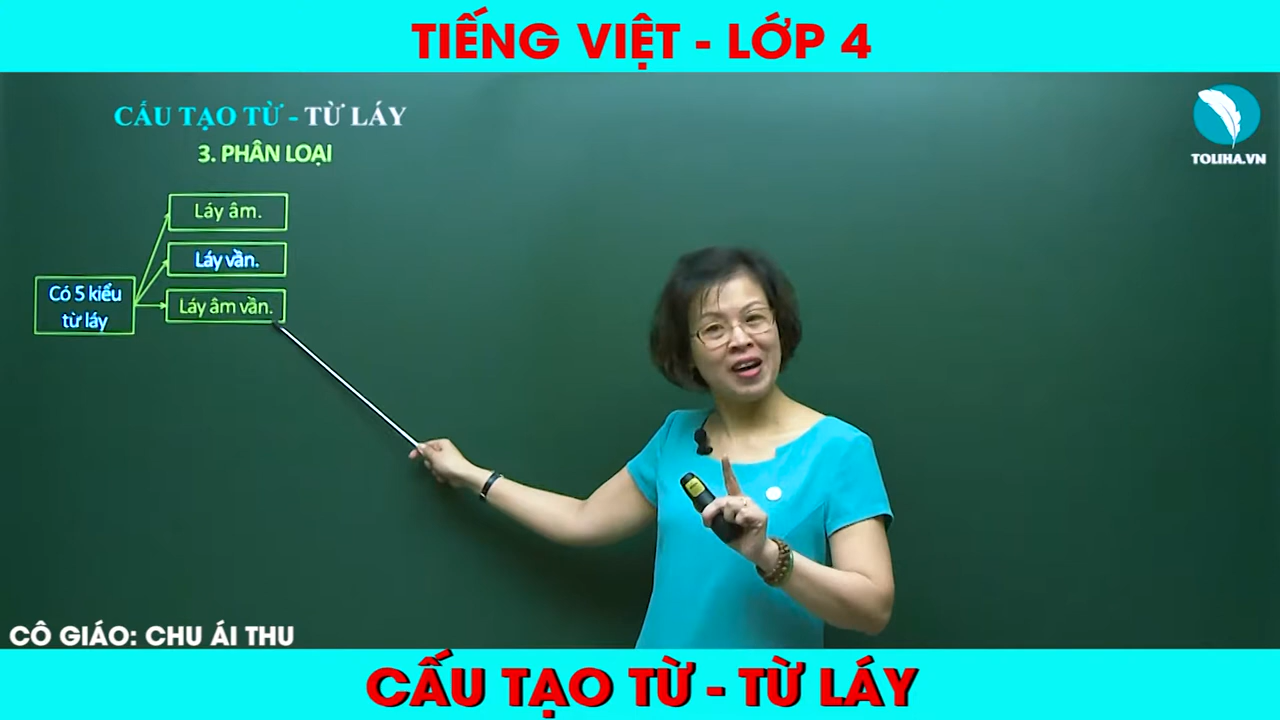 TIẾNG VIỆT - LỚP 4
CẤU TẠO TỪ - TỪ LÁY
3. PHÂN LOẠI
TOLIHA.VN
Láy âm.
Láy vần.
Có 5 kiểu
từ láy
Láy âm vần.
CÔ GIÁO: CHU ÁI THU
CẤU TẠO TỪ - TỪ LÁY